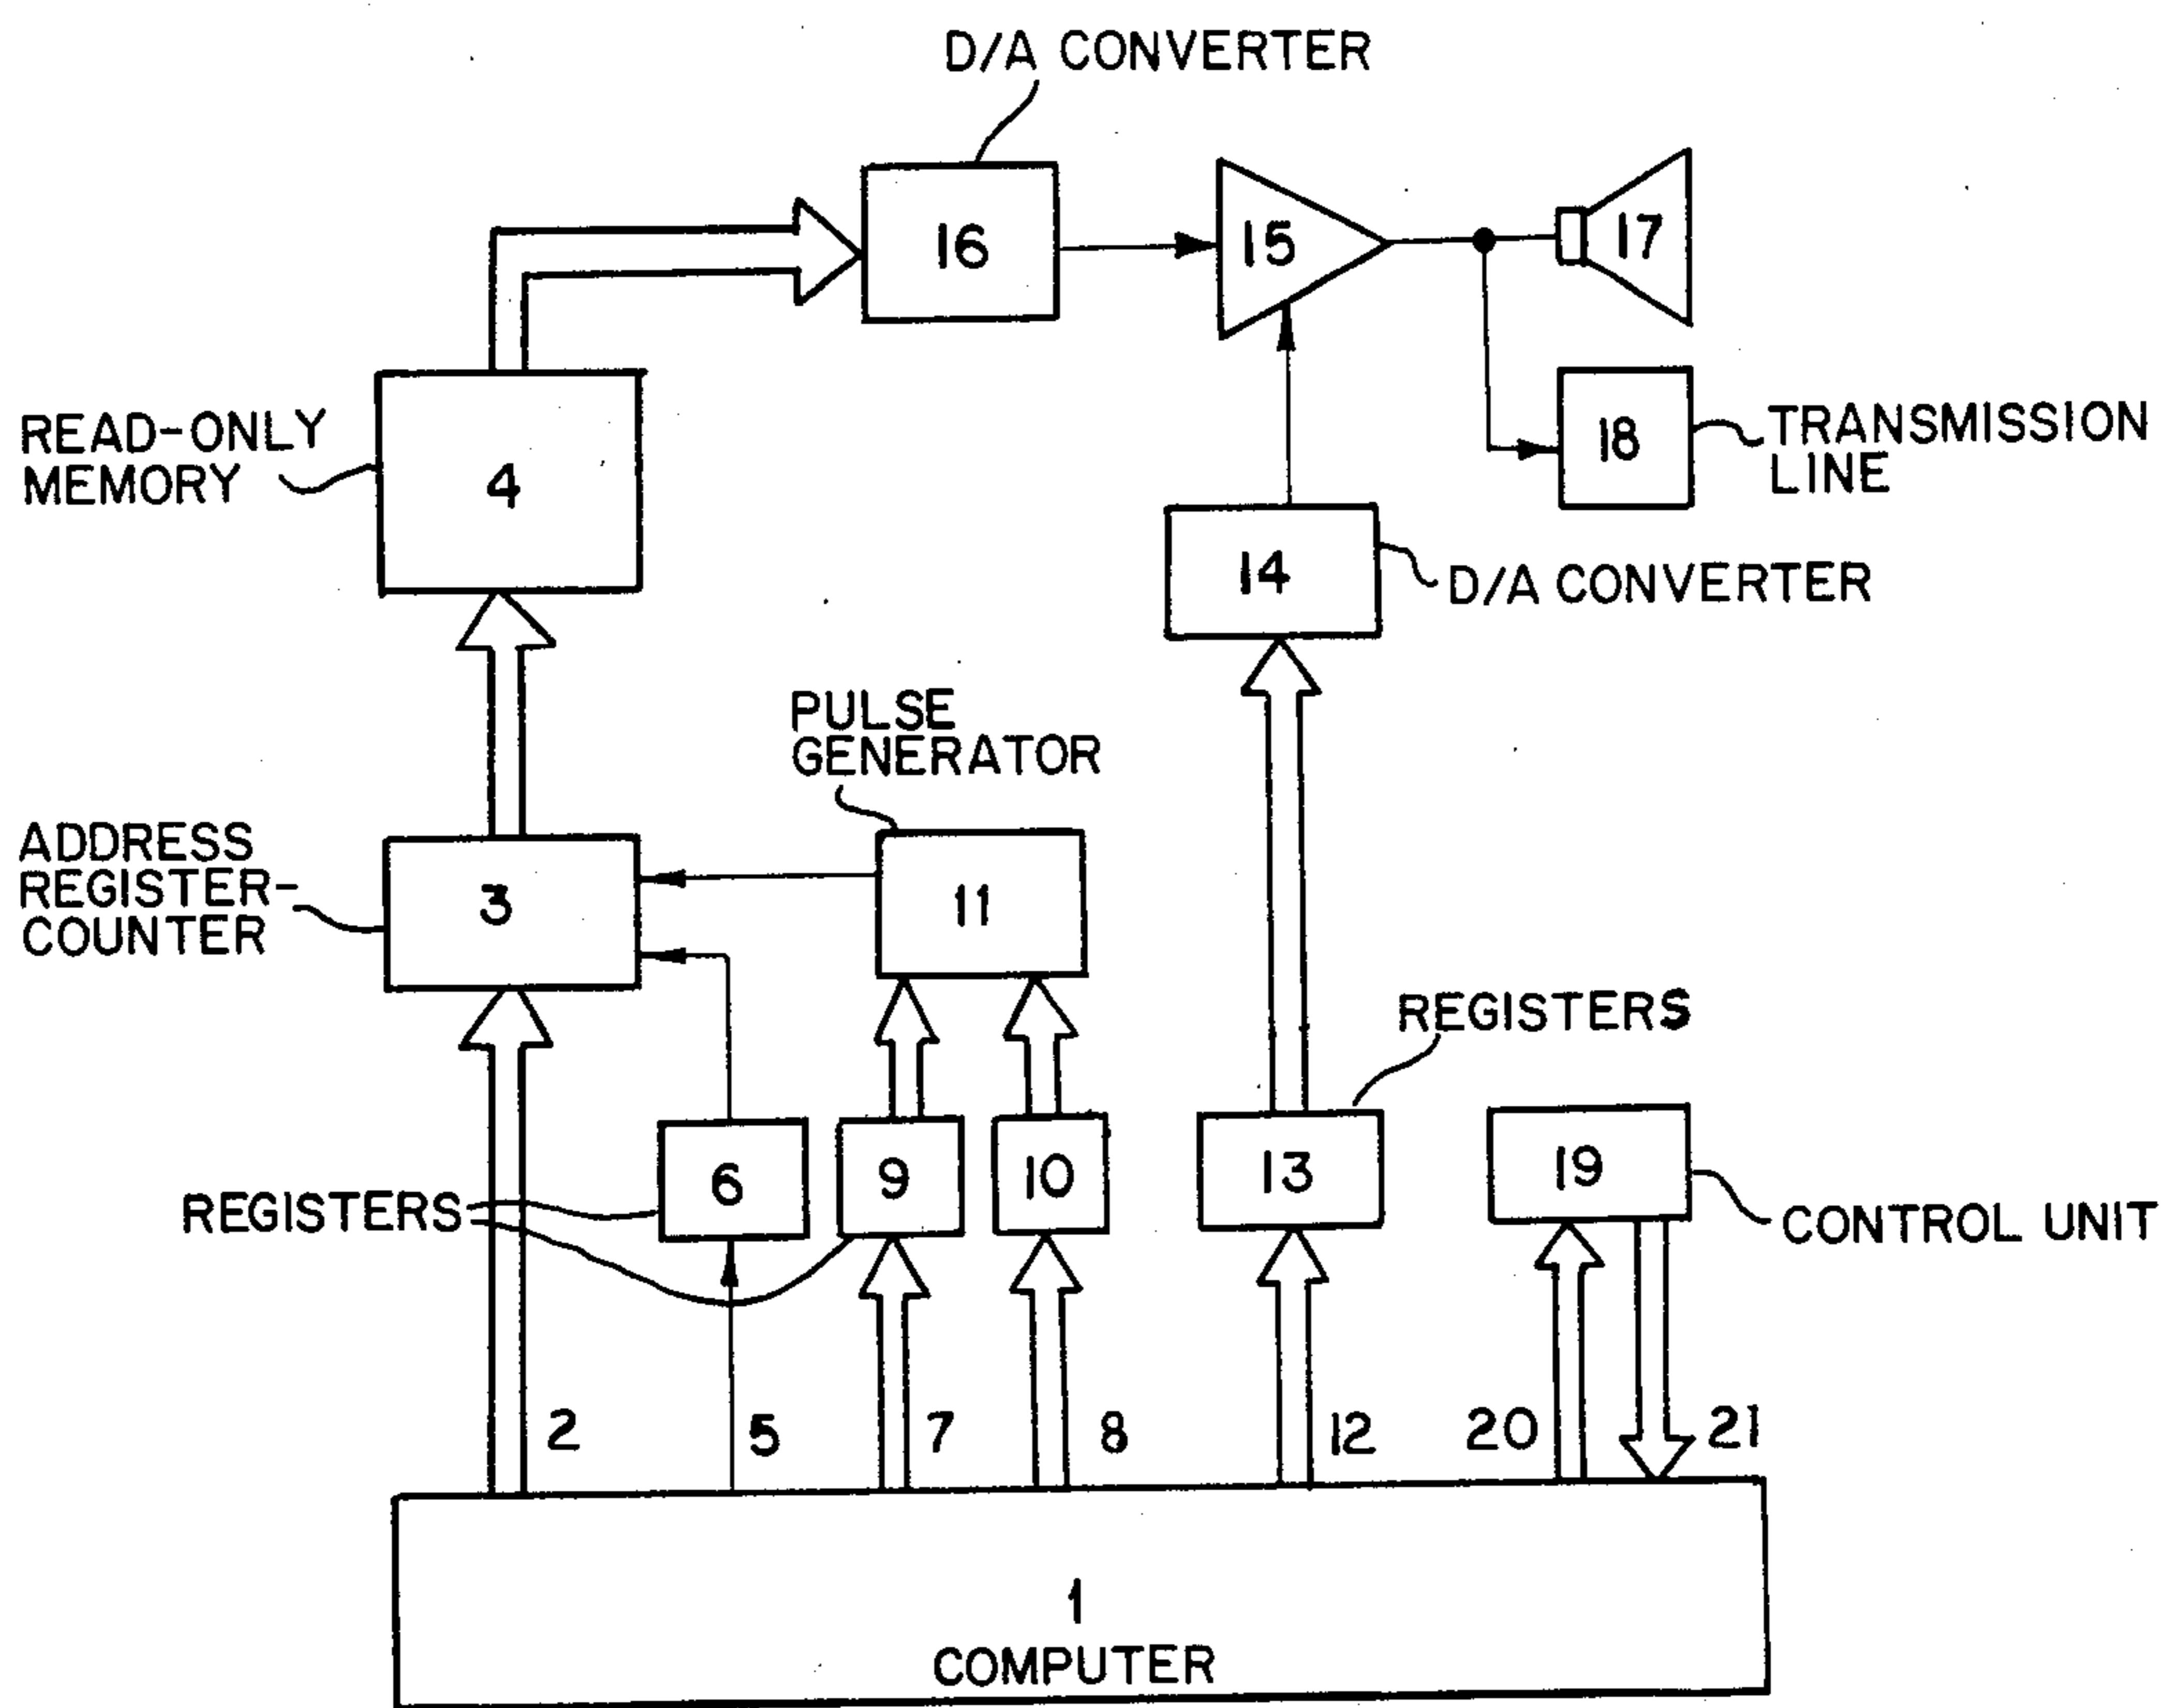 D/A CONVERTER
16
15
17
READ-ONLY
MEMORY
4
18
TRANSMISSION
LINE
14
D/A CONVERTER
PULSE
GENERATOR
ADDRESS
REGISTER-
COUNTER
3
11
REGISTERS
REGISTERS
6
9
10
13
19
CONTROL UNIT
2
5
7
8
12
20
21
1
COMPUTER